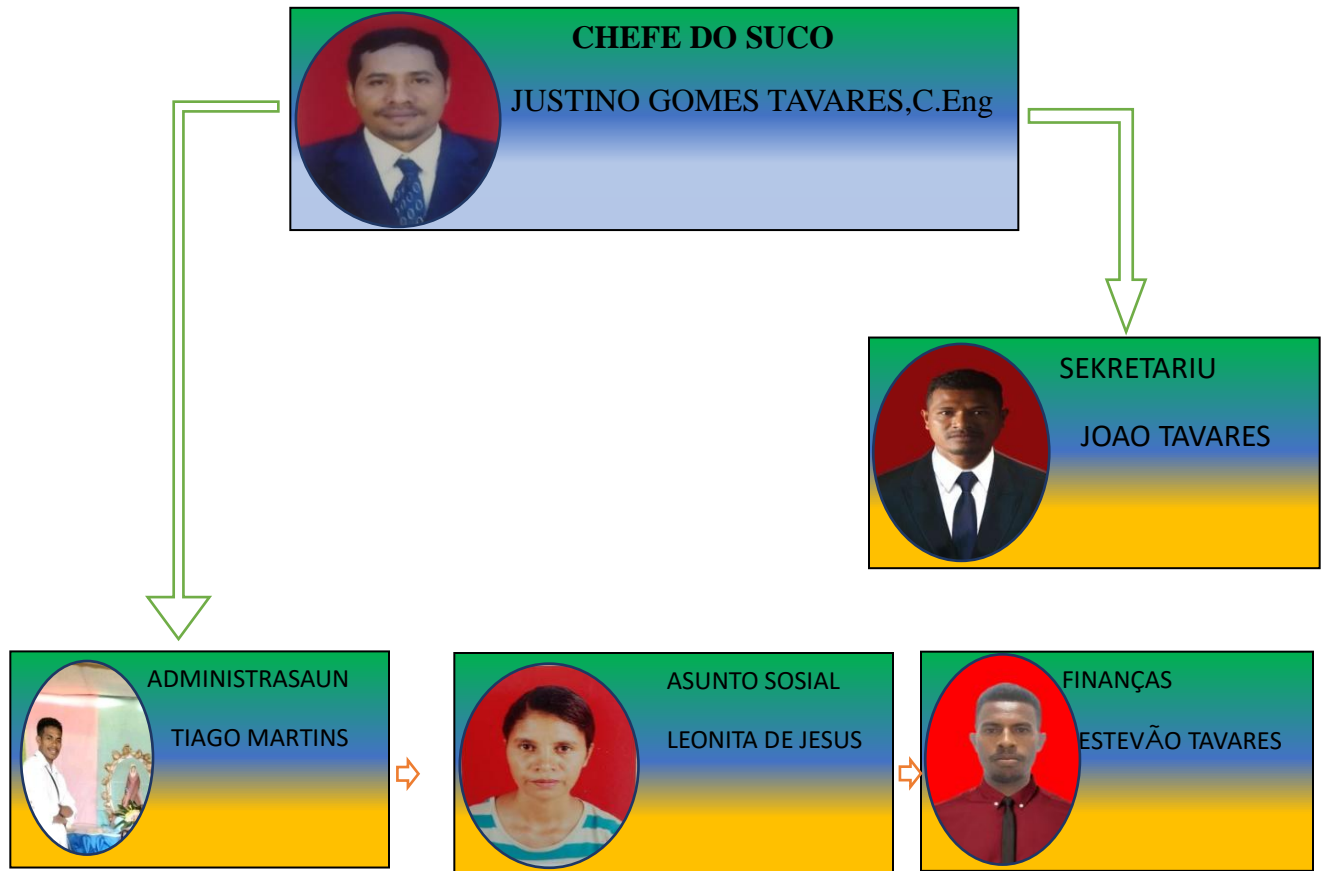 CHEFE DO SUCO
JUSTINO GOMES TAVARES,C.Eng
SEKRETARIU
JOAO TAVARES
ADMINISTRASAUN
TIAGO MARTINS
ASUNTO SOSIAL
LEONITA DE JESUS
FINANÇAS
ESTEVÃO TAVARES